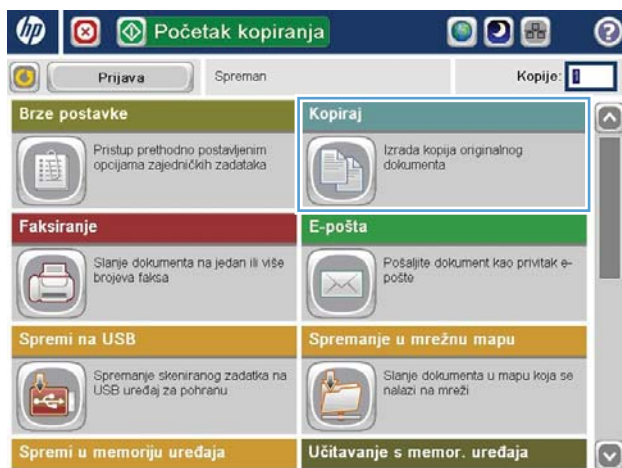 hp
Početak kopiranja
?
Prijava
Spreman
Kopije: 1
Brze postavke
Kopiraj
Pristup prethodno postavljenim
opcijama zajedničkih zadataka
Izrada kopija originalnog
dokumenta
Faksiranje
E-pošta
Slanje dokumenta na jedan ili više
brojeva faksa
Pošaljite dokument kao privitak e-
pošte
Spremi na USB
Spremanje u mrežnu mapu
Spremanje skeniranog zadatka na
USB uređaj za pohranu
Slanje dokumenta u mapu koja se
nalazi na mreži
Spremi u memoriju uređaja
Učitavanje s memor. uređaja